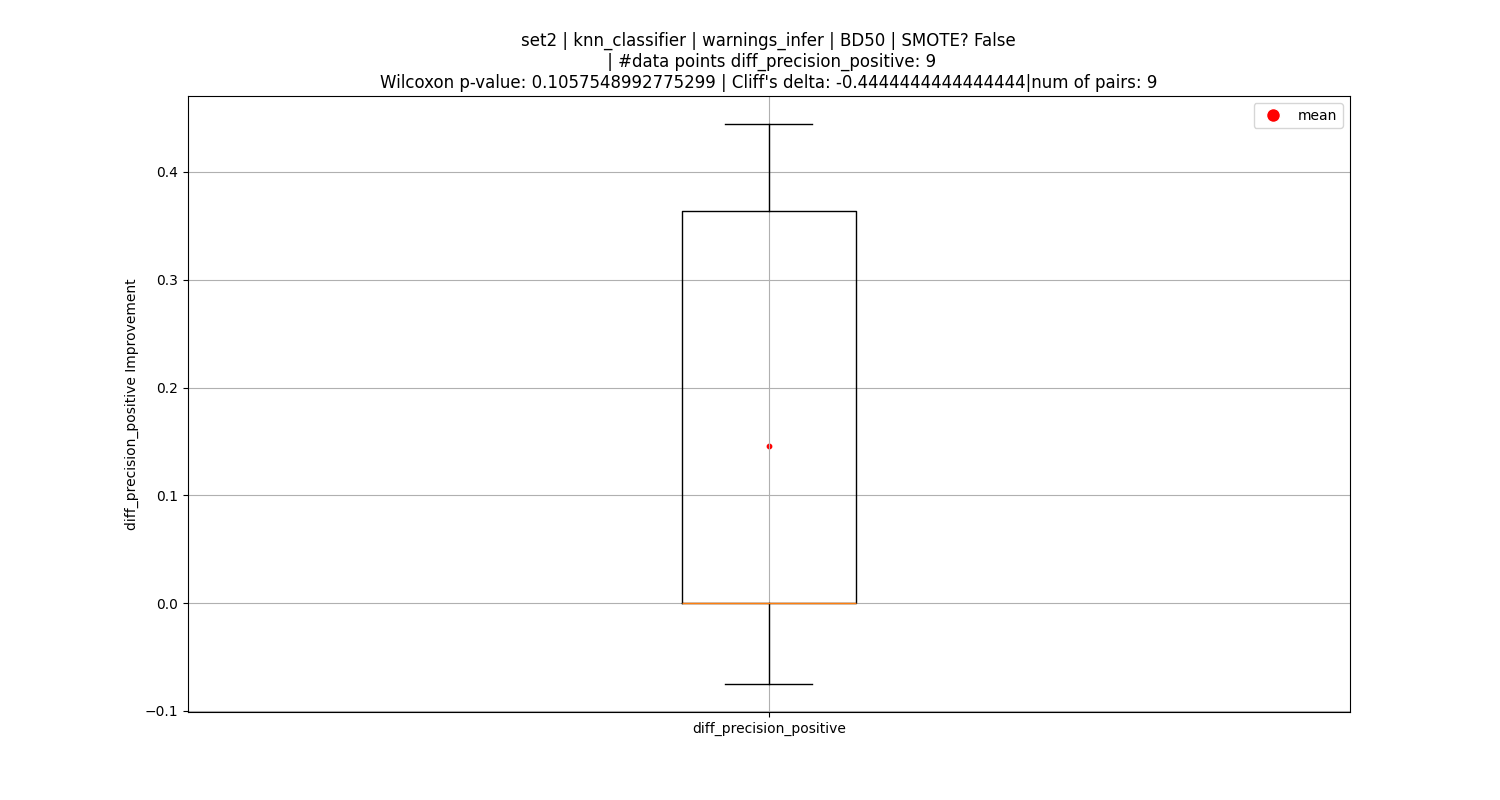 set2 | knn_classifier | warnings_infer | BD50 | SMOTE? False
| #data points diff_precision_positive: 9
Wilcoxon p-value: 0.1057548992775299 | Cliff's delta: -0.4444444444444444|num of pairs: 9
mean
0.4
0.3
0.2
0.1
0.0
−0.1
diff_precision_positive Improvement
diff_precision_positive